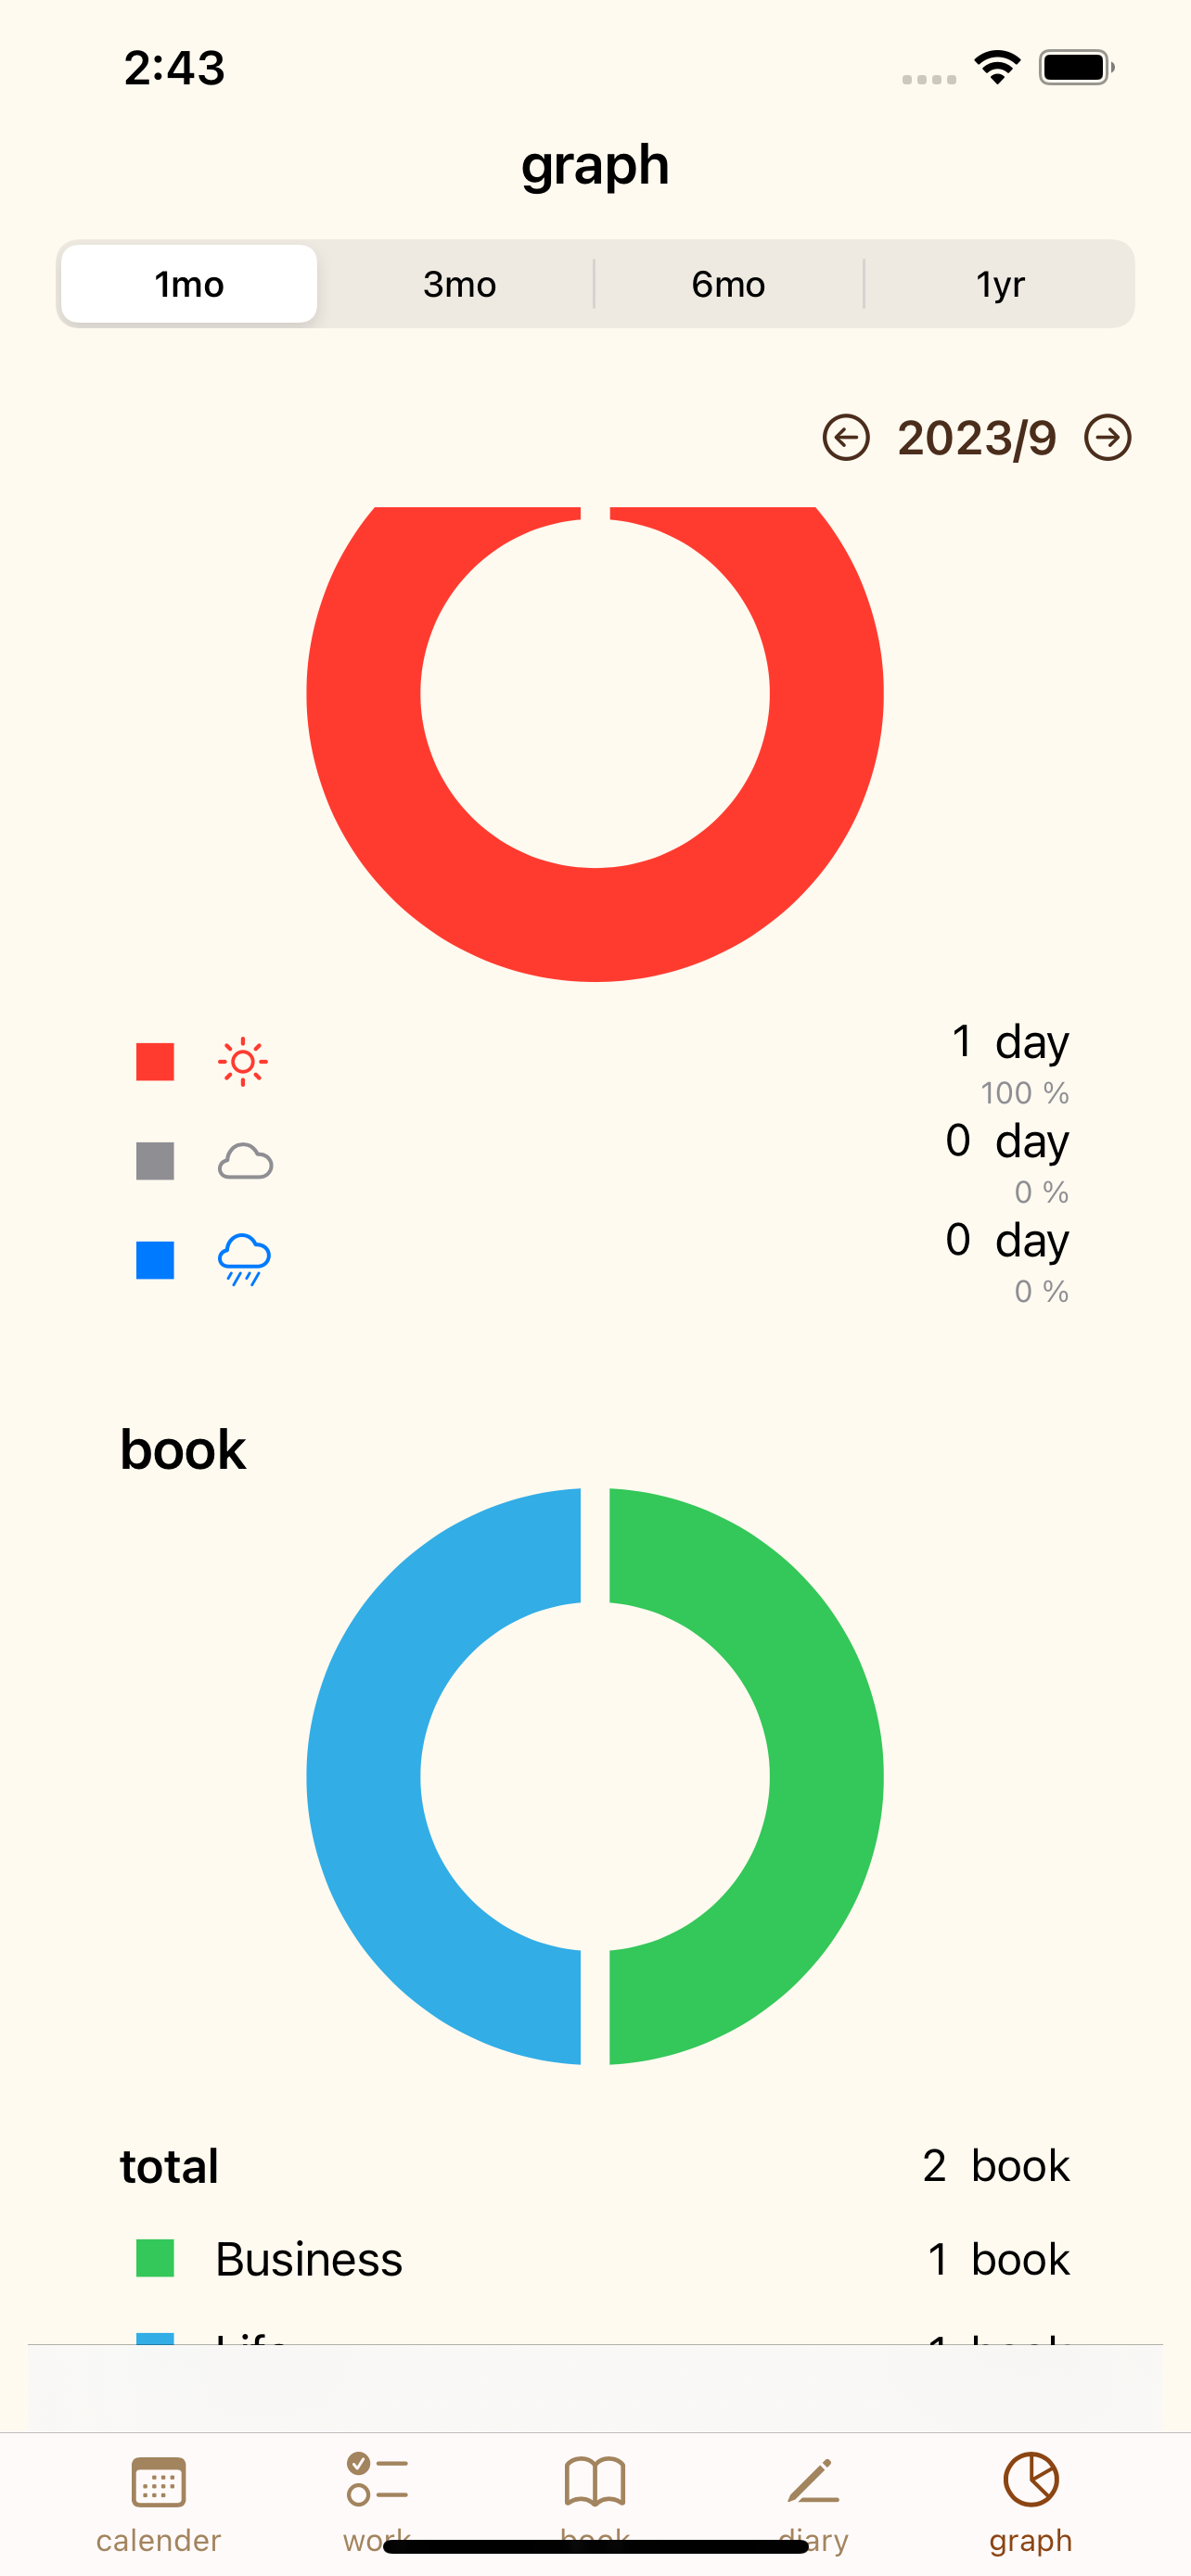 2:43
graph
1mo 3mo 6mo 1yr
2023/9
1 day
100 %
0 day
0 %
0 day
0 %
book
total 2 book
Business 1 book
calender work book diary graph